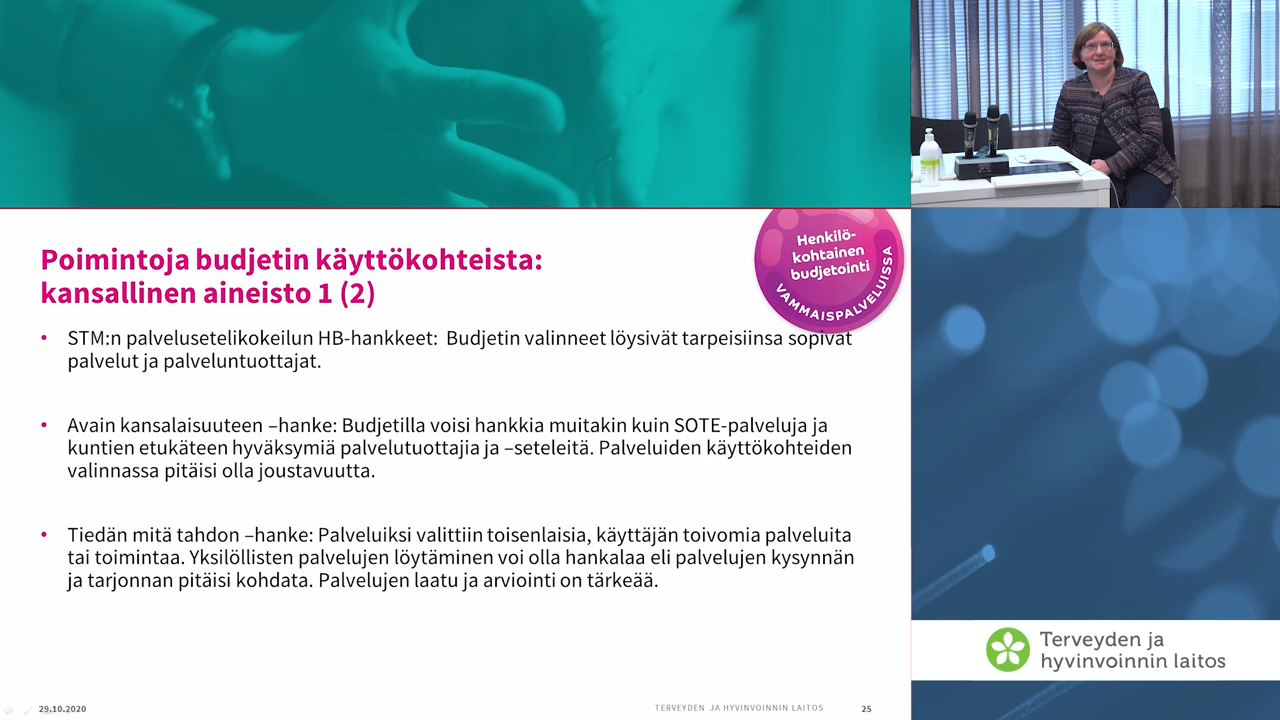 Poimintoja budjetin käyttökohteista:
kansallinen aineisto 1 (2)
Henkilö-
kohtainen
budjetointi
VAMMAISPALVELUISSA
• STM:n palvelusetelikokeilun HB-hankkeet: Budjetin valinneet löysivät tarpeisiinsa sopivat
palvelut ja palveluntuottajat.
• Avain kansalaisuuteen –hanke: Budjetilla voisi hankkia muitakin kuin SOTE-palveluja ja
kuntien etukäteen hyväksymiä palvelutuottajia ja –seteleitä. Palveluiden käyttökohteiden
valinnassa pitäisi olla joustavuutta.
• Tiedän mitä tahdon –hanke: Palveluiksi valittiin toisenlaisia, käyttäjän toivomia palveluita
tai toimintaa. Yksilöllisten palvelujen löytäminen voi olla hankalaa eli palvelujen kysynnän
ja tarjonnan pitäisi kohdata. Palvelujen laatu ja arviointi on tärkeää.
Terveyden ja
hyvinvoinnin laitos
29.10.2020
TERVEYDEN JA HYVINVOINNIN LAITOS
25